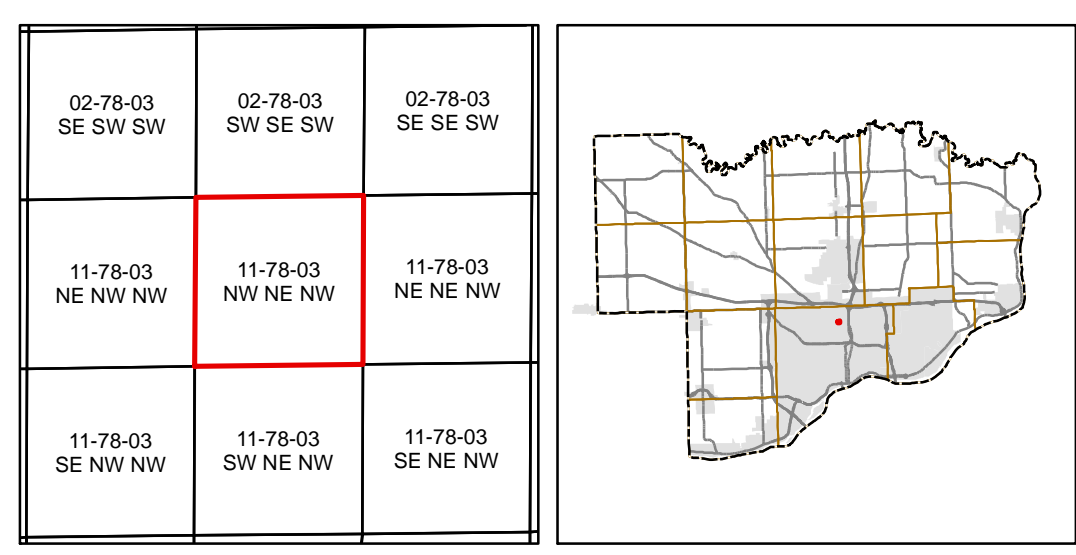 02-78-03
SE SW SW
02-78-03
SW SE SW
02-78-03
SE SE SW
11-78-03
NE NW NW
11-78-03
NW NE NW
11-78-03
NE NE NW
11-78-03
SE NW NW
11-78-03
SW NE NW
11-78-03
SE NE NW